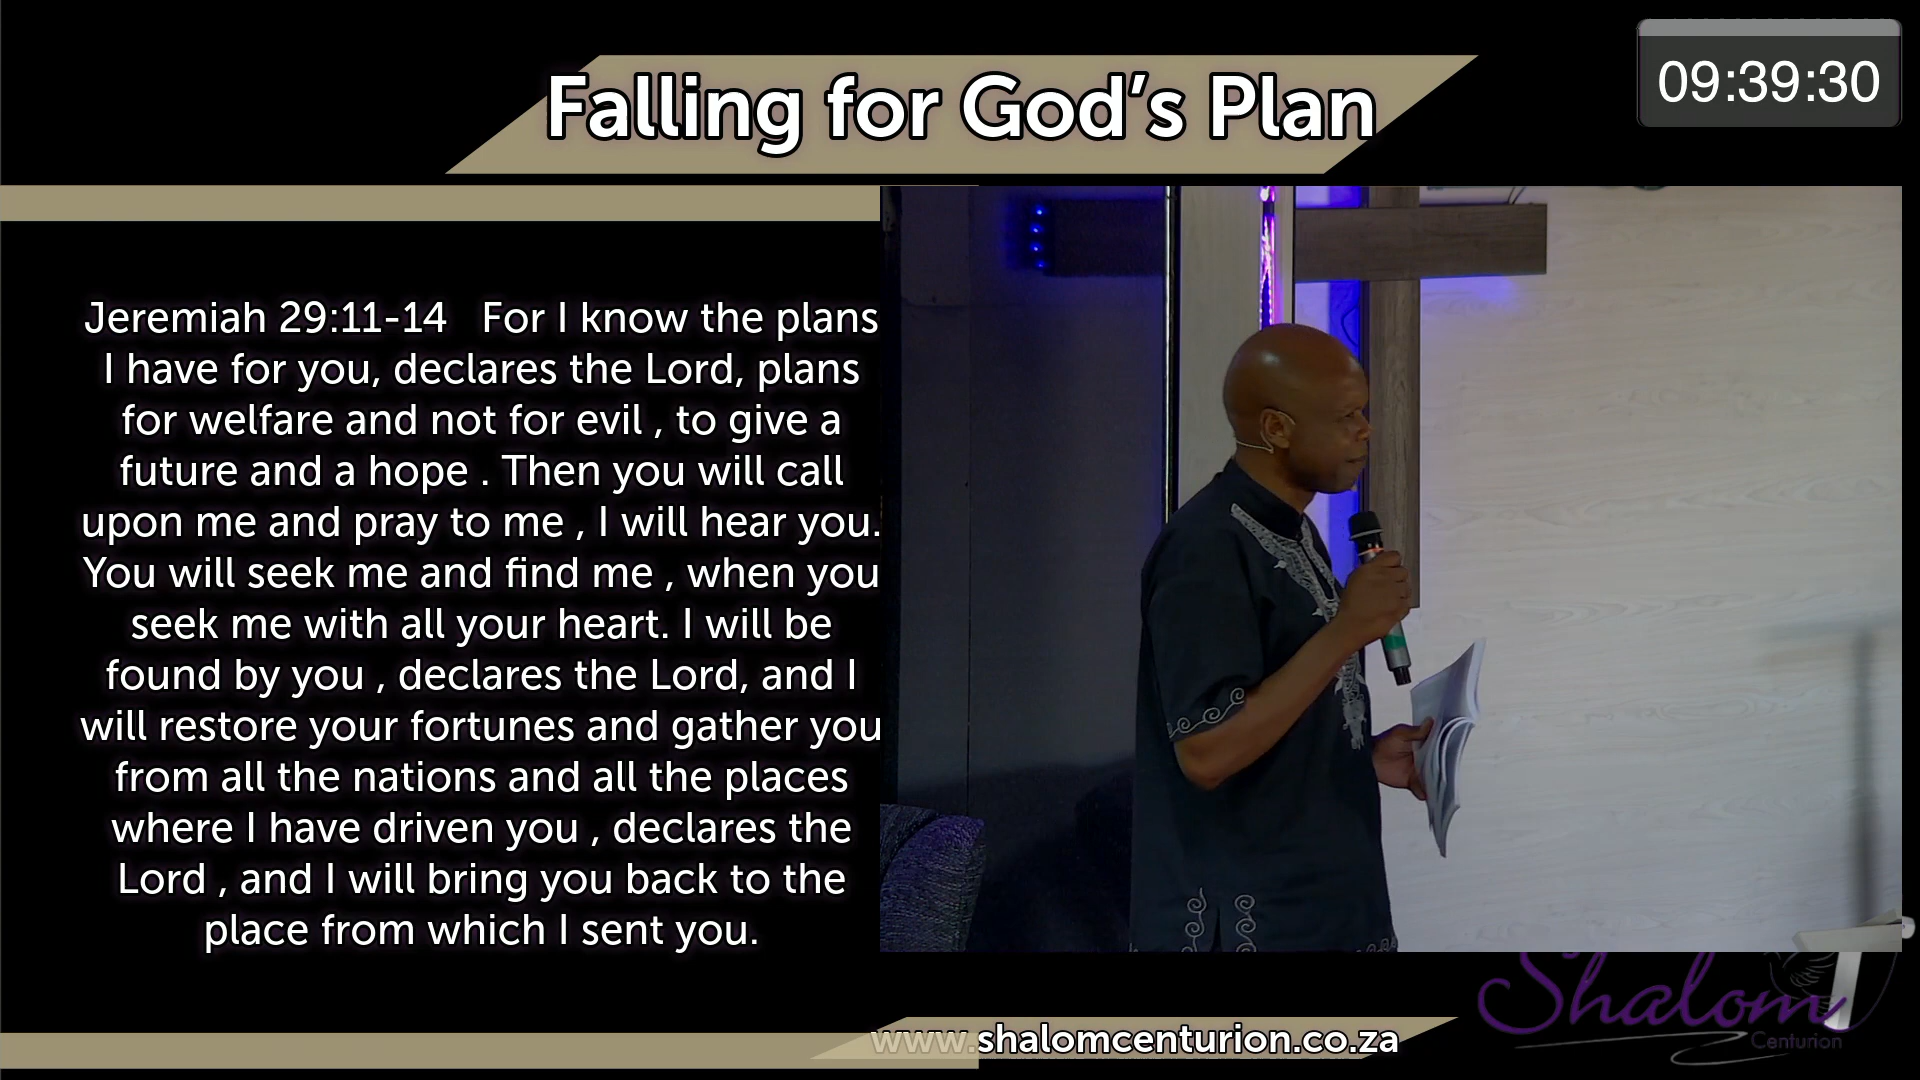 Falling for God's Plan
09:39:30
Jeremiah 29:11-14   For I know the plans
I have for you, declares the Lord, plans
for welfare and not for evil , to give a
future and a hope . Then you will call
upon me and pray to me , I will hear you.
You will seek me and find me , when you
seek me with all your heart. I will be
found by you , declares the Lord, and I
will restore your fortunes and gather you
from all the nations and all the places
where I have driven you , declares the
Lord , and I will bring you back to the
place from which I sent you.
www.shalomcenturion.co.za
Shalom
Centurion